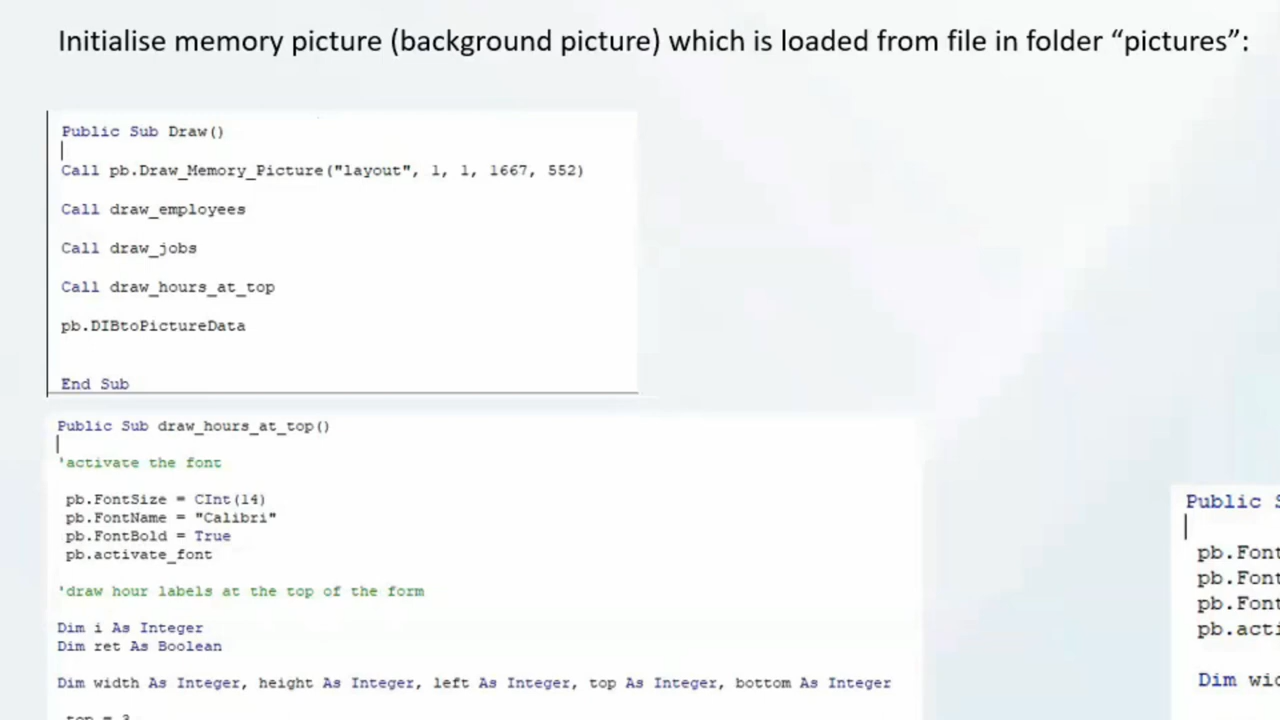 Initialise memory picture (background picture) which is loaded from file in folder “pictures”:
Public Sub Draw()
Call pb.Draw_Memory_Picture("layout", 1, 1, 1667, 552)
Call draw_employees
Call draw_jobs
Call draw_hours_at_top
pb.DIBtoPictureData
End Sub
Public Sub draw_hours_at_top()
'activate the font
pb.FontSize = CInt(14)
pb.FontName = "Calibri"
pb.FontBold = True
pb.activate_font
'draw hour labels at the top of the form
Dim i As Integer
Dim ret As Boolean
Dim width As Integer, height As Integer, left As Integer, top As Integer, bottom As Integer
top = 3
Public
pb.Font
pb.Font
pb.Font
pb.acti
Dim wid